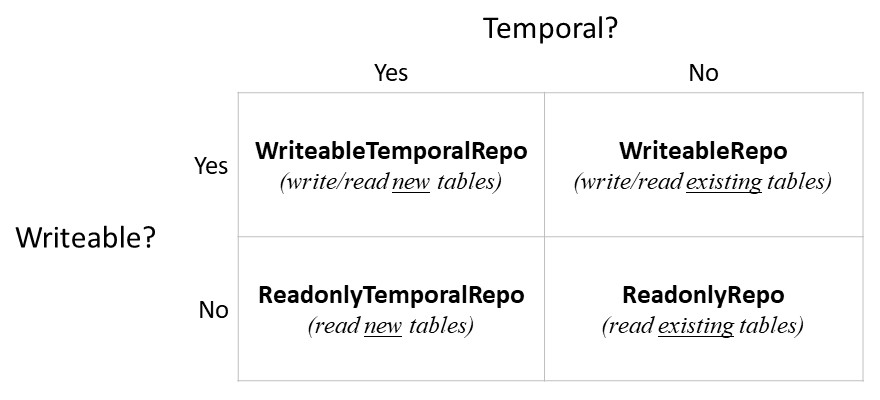 Temporal?
Yes No
WriteableTemporalRepo WriteableRepo
Yes
(write/read new tables) (write/read existing tables)
Writeable?
ReadonlyTemporalRepo ReadonlyRepo
No
(read new tables) (read existing tables)